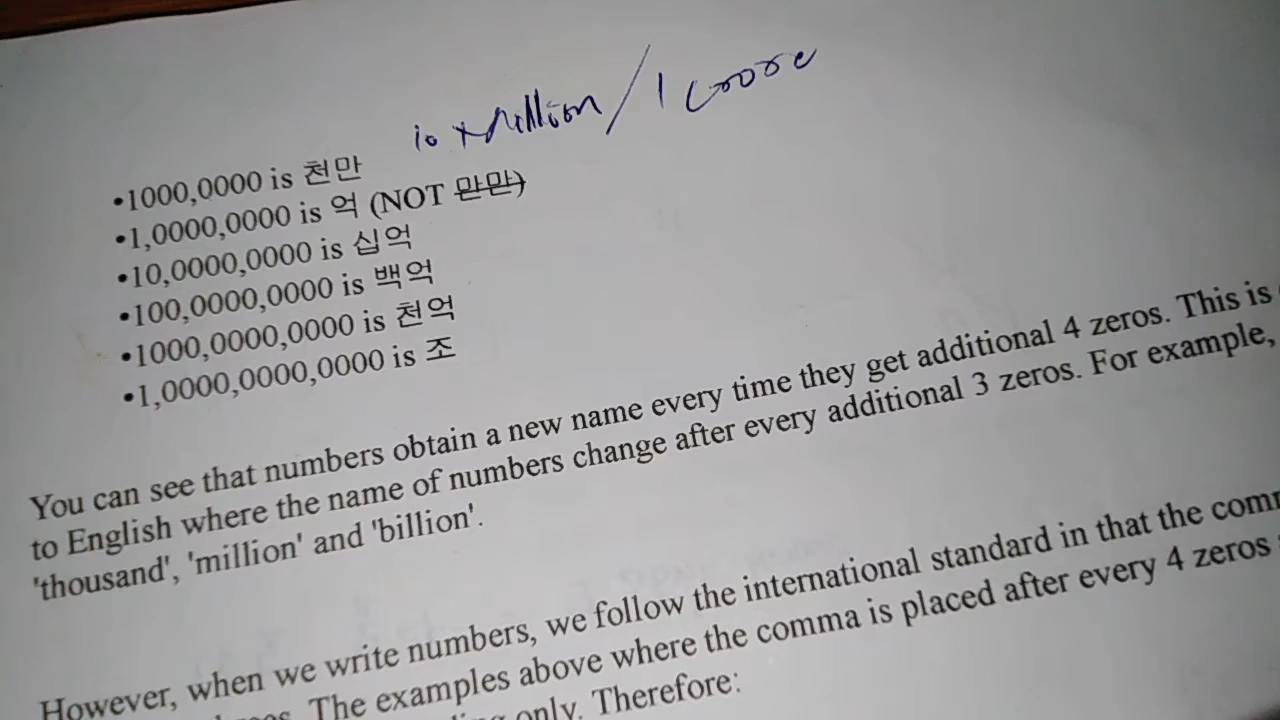 10 Million / 1 Croore
•1000,0000 is 천만
•1,0000,0000 is 억 (NOT 만만)
•10,0000,0000 is 십억
•100,0000,0000 is 백억
•1000,0000,0000 is 천억
•1,0000,0000,0000 is 조
You can see that numbers obtain a new name every time they get additional 4 zeros. This is
to English where the name of numbers change after every additional 3 zeros. For example,
'thousand', 'million' and 'billion'.
However, when we write numbers, we follow the international standard in that the
The examples above where the comma is placed after every 4 zeros
only. Therefore: